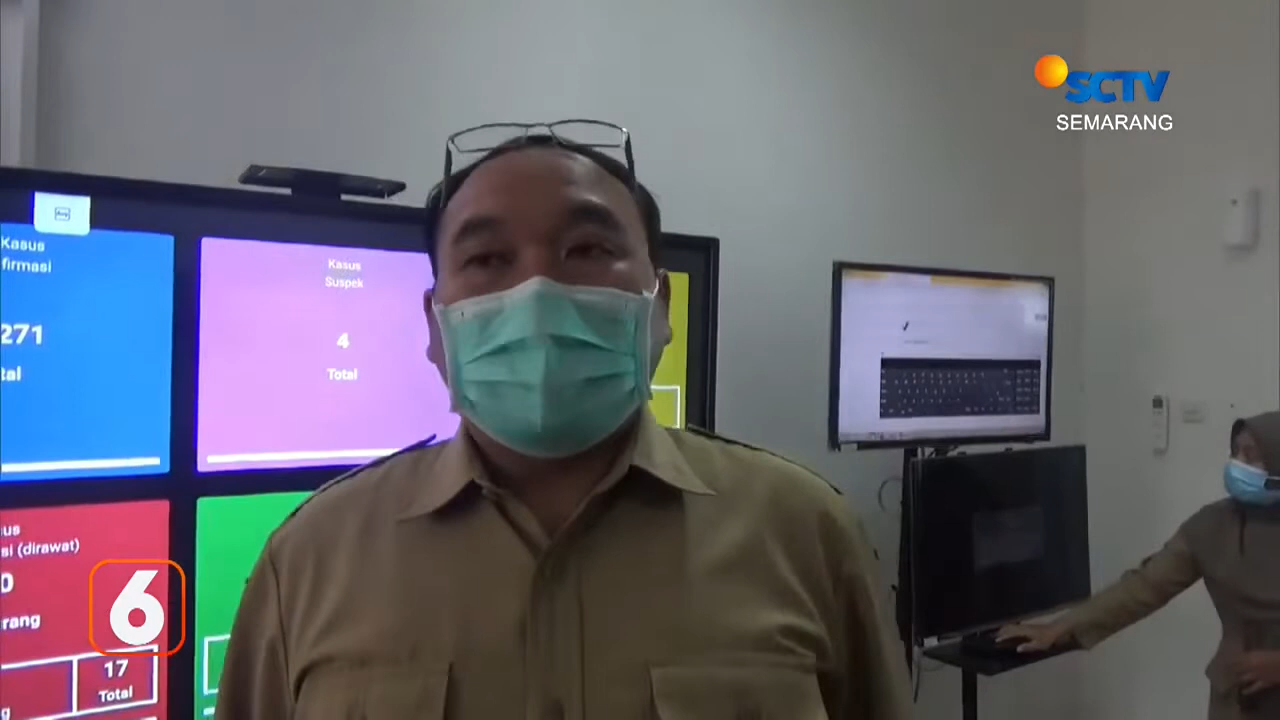 SCTV
SEMARANG
Kasus
firmasi
271
tal
Kasus
Suspek
4
Total
us
si (dirawat)
0
rang
17
Total
g
6